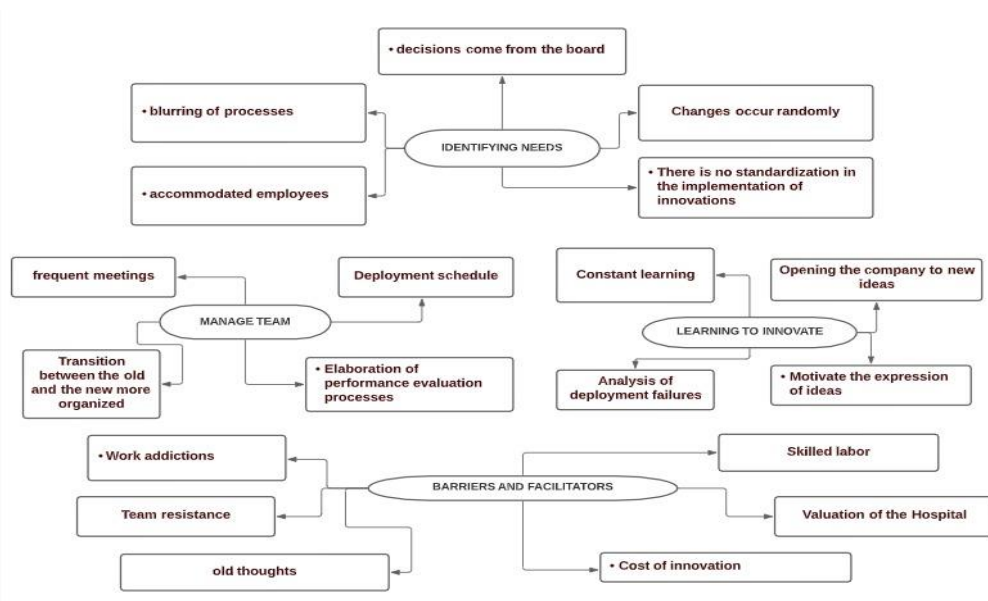 • decisions come from the board
• blurring of processes
Changes occur randomly
IDENTIFYING NEEDS
• accommodated employees
• There is no standardization in
the implementation of
innovations
frequent meetings
Deployment schedule
MANAGE TEAM
Transition
between the old
and the new more
organized
• Elaboration of
performance evaluation
processes
Constant learning
Opening the company to new
ideas
LEARNING TO INNOVATE
Analysis of
deployment failures
• Motivate the expression
of ideas
• Work addictions
Skilled labor
BARRIERS AND FACILITATORS
Team resistance
Valuation of the Hospital
old thoughts
• Cost of innovation